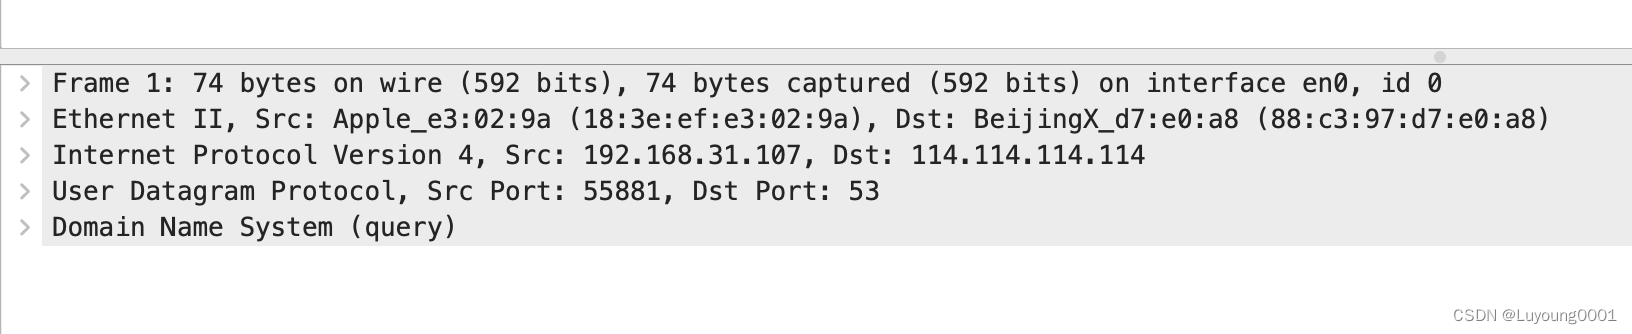 Frame 1: 74 bytes on wire (592 bits), 74 bytes captured (592 bits) on interface en0, id 0
Ethernet II, Src: Apple_e3:02:9a (18:3e:ef:e3:02:9a), Dst: BeijingX_d7:e0:a8 (88:c3:97:d7:e0:a8)
Internet Protocol Version 4, Src: 192.168.31.107, Dst: 114.114.114.114
User Datagram Protocol, Src Port: 55881, Dst Port: 53
Domain Name System (query)
CSDN @Luyoung0001